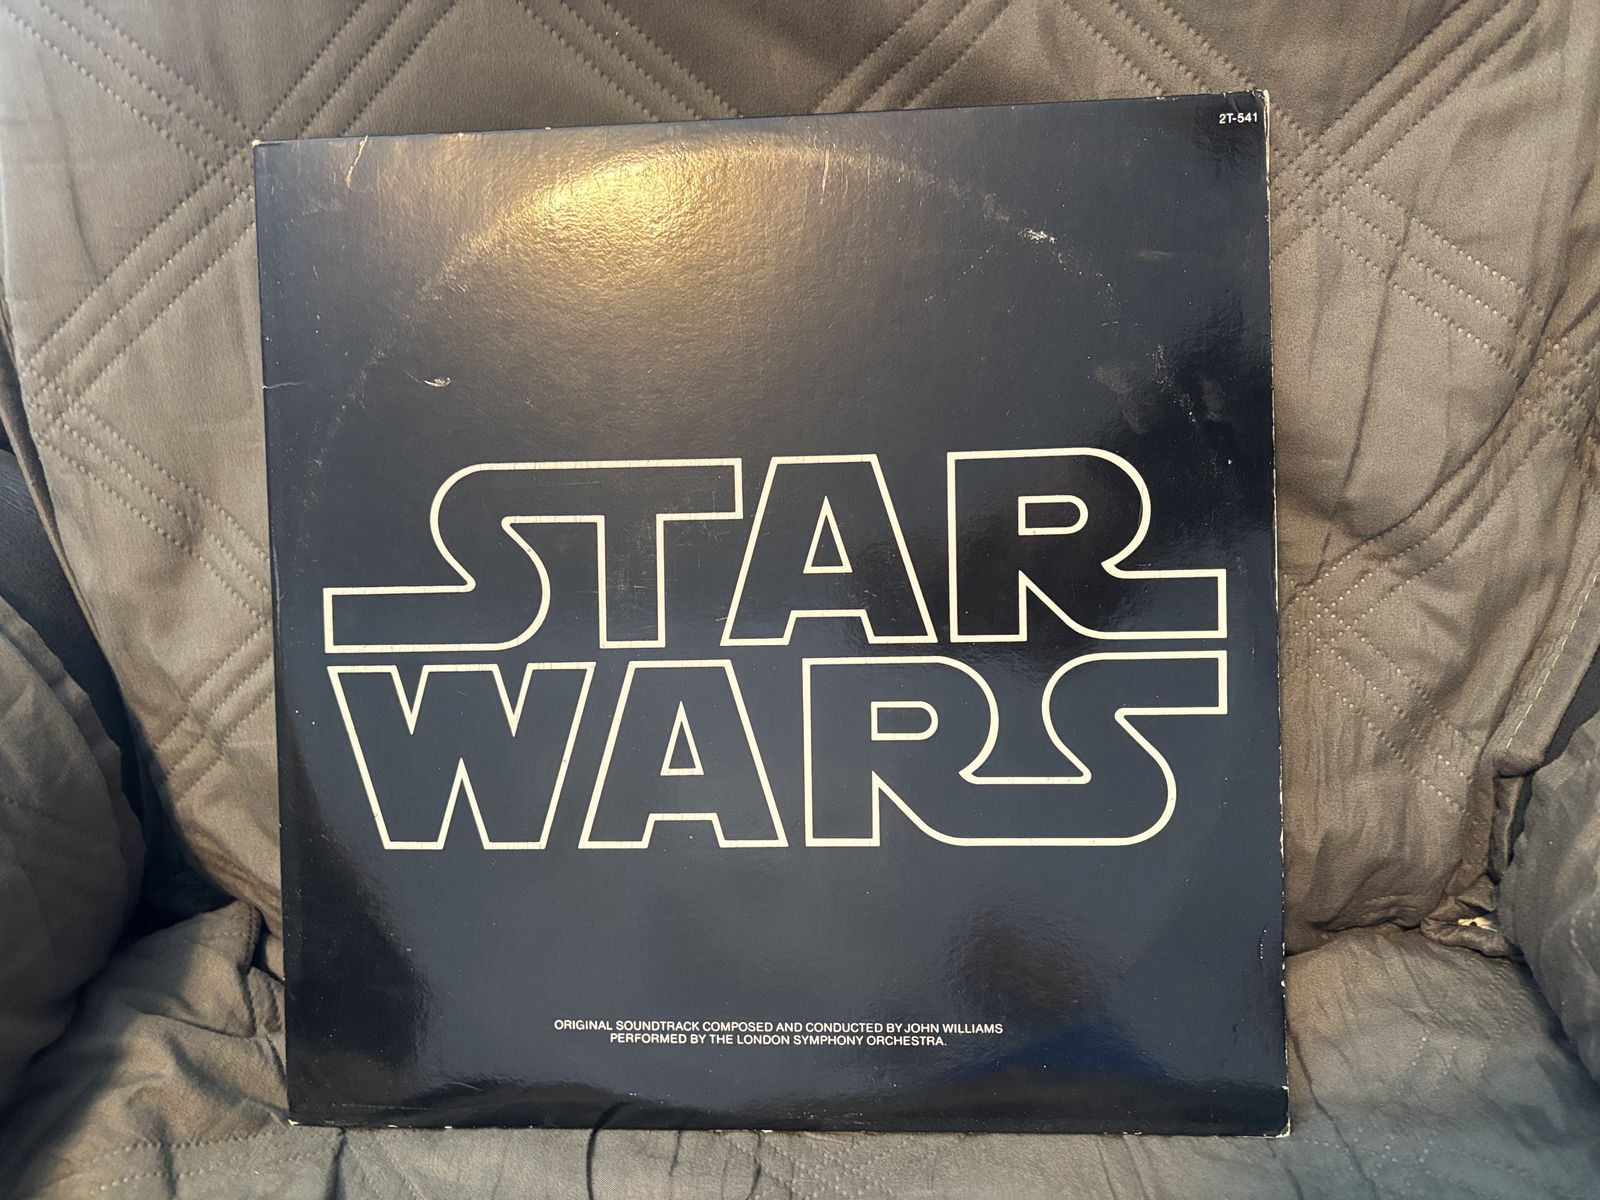 2T-541
STAR
WARS
ORIGINAL SOUNDTRACK COMPOSED AND CONDUCTED BY JOHN WILLIAMS
PERFORMED BY THE LONDON SYMPHONY ORCHESTRA.